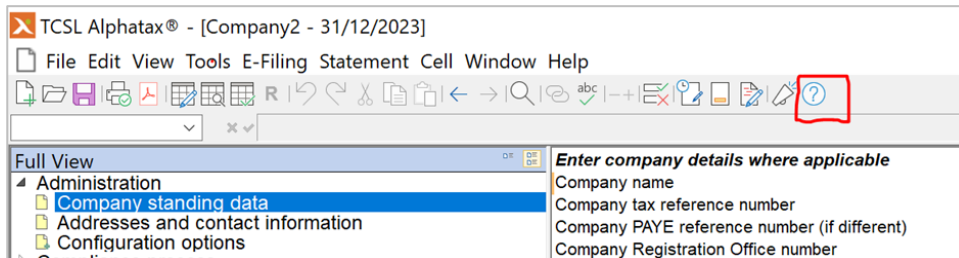 TCSL Alphatax® - [Company2 - 31/12/2023]
File Edit View Tools E-Filing Statement Cell Window Help
R abc ?
Full View
Enter company details where applicable
Administration
Company name
Company standing data
Company tax reference number
Addresses and contact information
Company PAYE reference number (if different)
Configuration options
Company Registration Office number